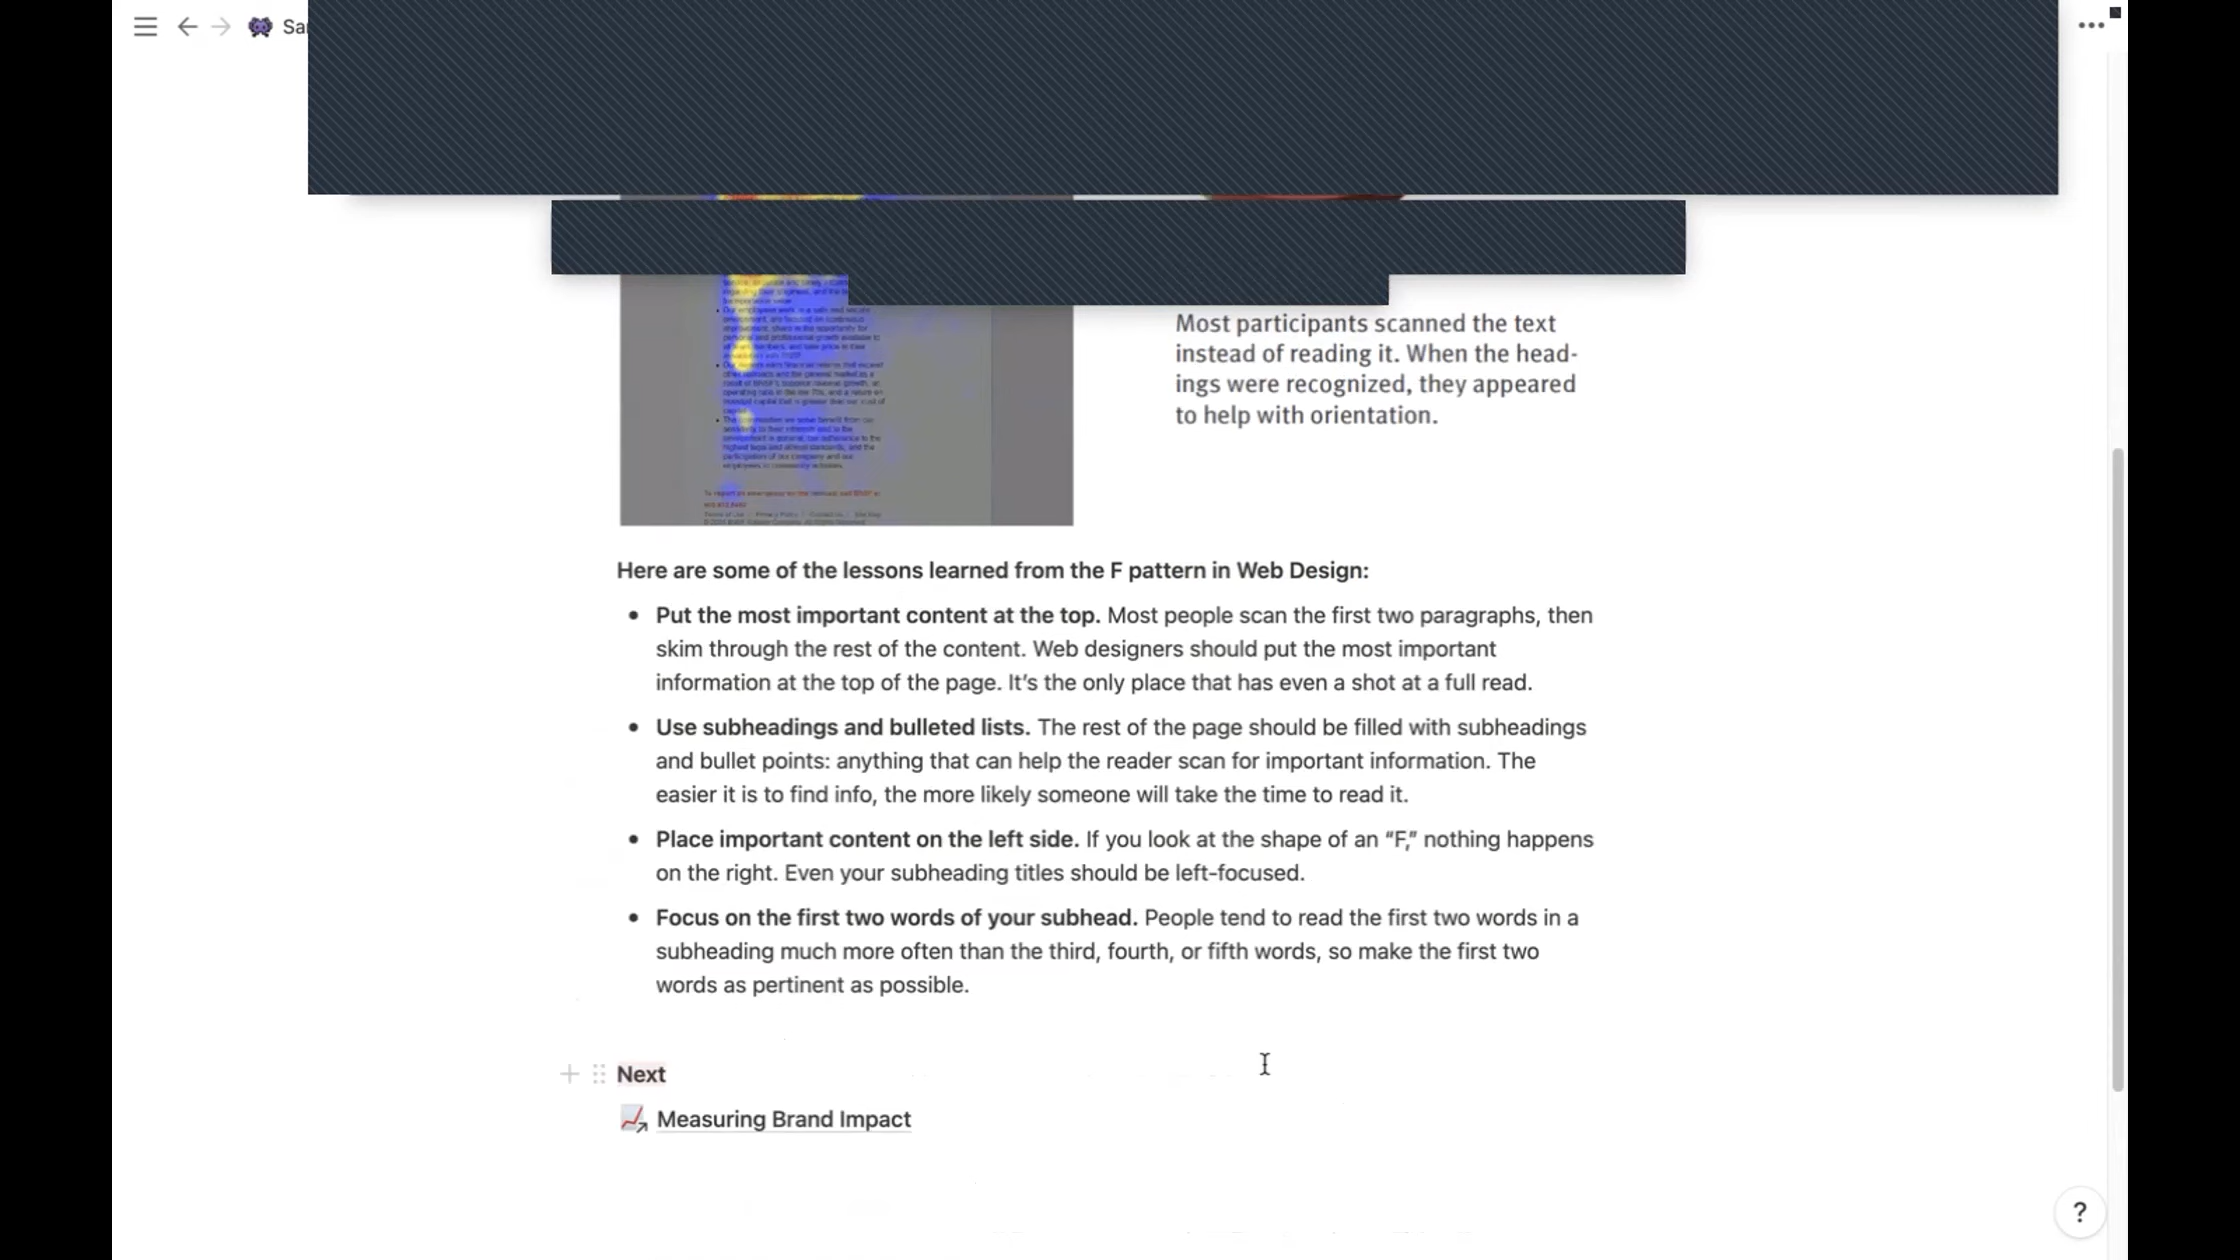 Most participants scanned the text
instead of reading it. When the head-
ings were recognized, they appeared
to help with orientation.
Here are some of the lessons learned from the F pattern in Web Design:
• Put the most important content at the top. Most people scan the first two paragraphs, then
skim through the rest of the content. Web designers should put the most important
information at the top of the page. It’s the only place that has even a shot at a full read.
• Use subheadings and bulleted lists. The rest of the page should be filled with subheadings
and bullet points: anything that can help the reader scan for important information. The
easier it is to find info, the more likely someone will take the time to read it.
• Place important content on the left side. If you look at the shape of an “F,” nothing happens
on the right. Even your subheading titles should be left-focused.
• Focus on the first two words of your subhead. People tend to read the first two words in a
subheading much more often than the third, fourth, or fifth words, so make the first two
words as pertinent as possible.
Next
Measuring Brand Impact
?